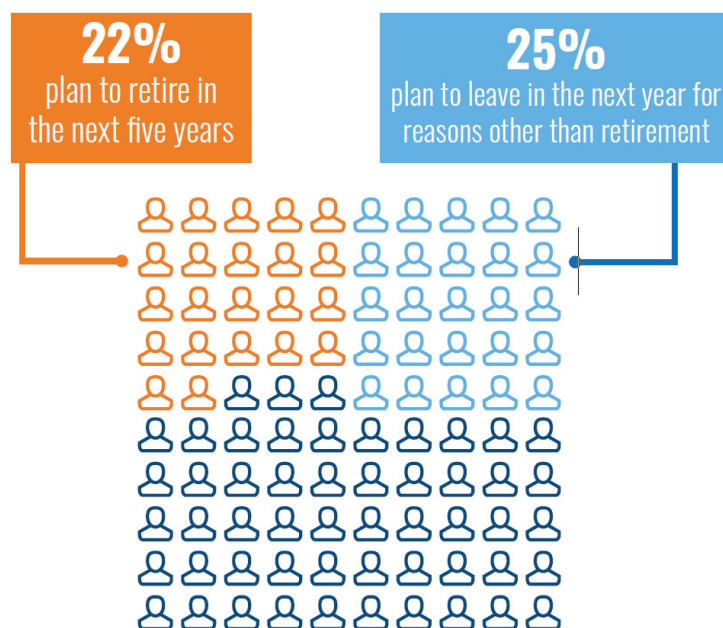 22%
plan to retire in
the next five years
25%
plan to leave in the next year for
reasons other than retirement